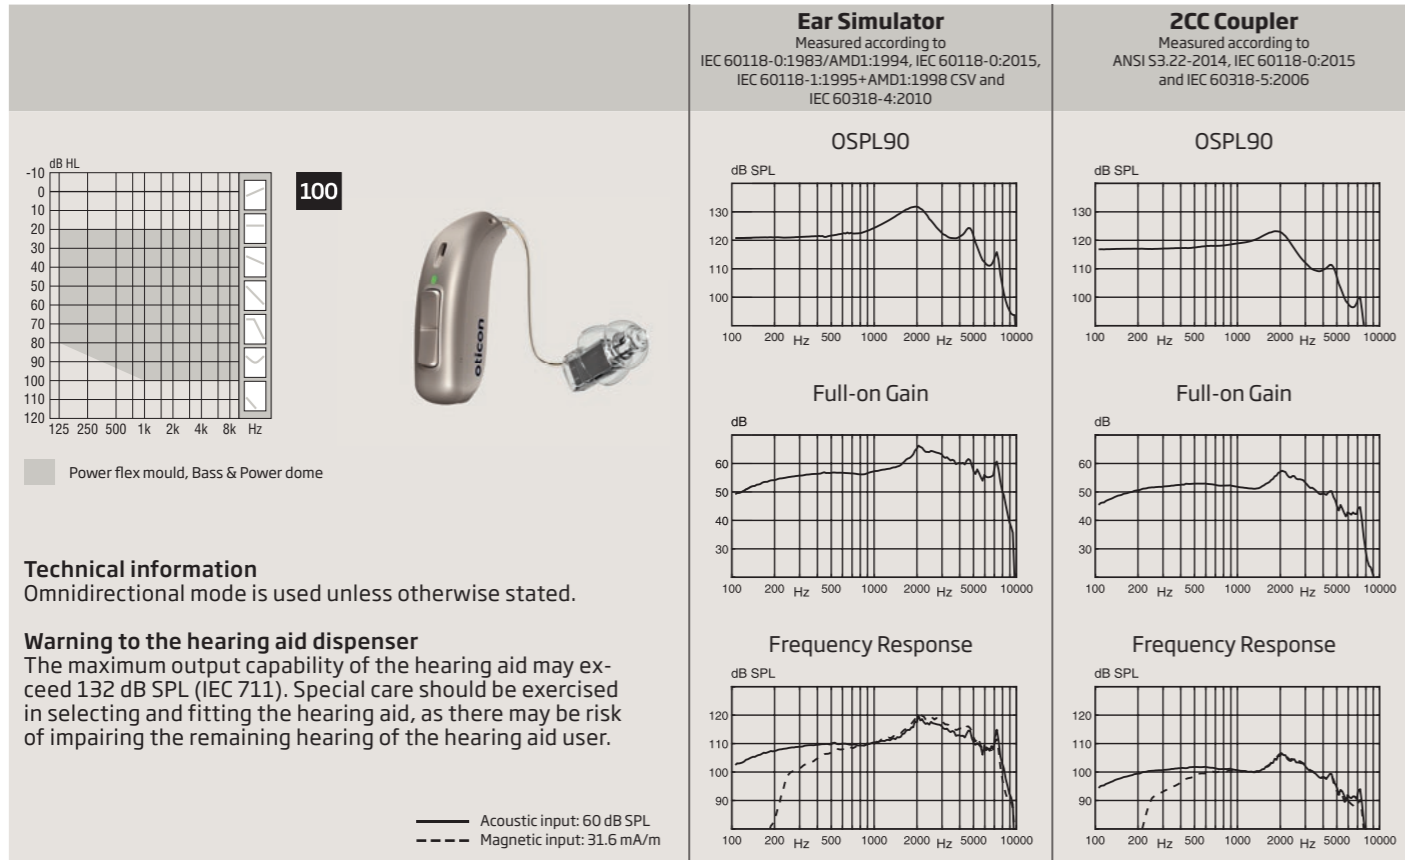 Ear Simulator
Measured according to
IEC 60118-0:1983/AMD1:1994, IEC 60118-0:2015,
IEC 60118-1:1995+AMD1:1998 CSV and
IEC 60318-4:2010
2CC Coupler
Measured according to
ANSI S3.22-2014, IEC 60118-0:2015
and IEC 60318-5:2006
dB HL
-10
0
10
20
30
40
50
60
70
80
90
100
110
120
125 250 500 1k 2k 4k 8k Hz
100
oticon
Power flex mould, Bass & Power dome
Technical information
Omnidirectional mode is used unless otherwise stated.
Warning to the hearing aid dispenser
The maximum output capability of the hearing aid may ex-
ceed 132 dB SPL (IEC 711). Special care should be exercised
in selecting and fitting the hearing aid, as there may be risk
of impairing the remaining hearing of the hearing aid user.
Acoustic input: 60 dB SPL
Magnetic input: 31.6 mA/m
OSPL90
dB SPL
130
120
110
100
100 200 Hz 500 1000 2000 Hz 5000 10000
Full-on Gain
dB
60
50
40
30
100 200 Hz 500 1000 2000 Hz 5000 10000
Frequency Response
dB SPL
120
110
100
90
100 200 Hz 500 1000 2000 Hz 5000 10000
OSPL90
dB SPL
130
120
110
100
100 200 Hz 500 1000 2000 Hz 5000 10000
Full-on Gain
dB
60
50
40
30
100 200 Hz 500 1000 2000 Hz 5000 10000
Frequency Response
dB SPL
120
110
100
90
100 200 Hz 500 1000 2000 Hz 5000 10000